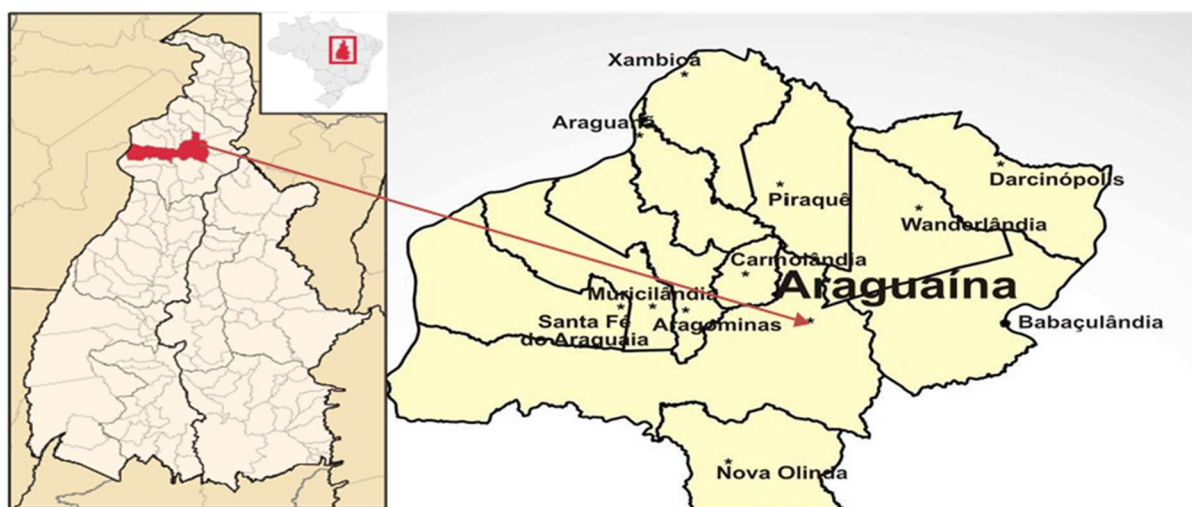 Xambioá
Araguanã
Darcinópolis
Piraquê
Wanderlândia
Carmolândia
Araguaína
Muricilândia
Santa Fé
do Araguaia
Aragominas
Babaçulândia
Nova Olinda